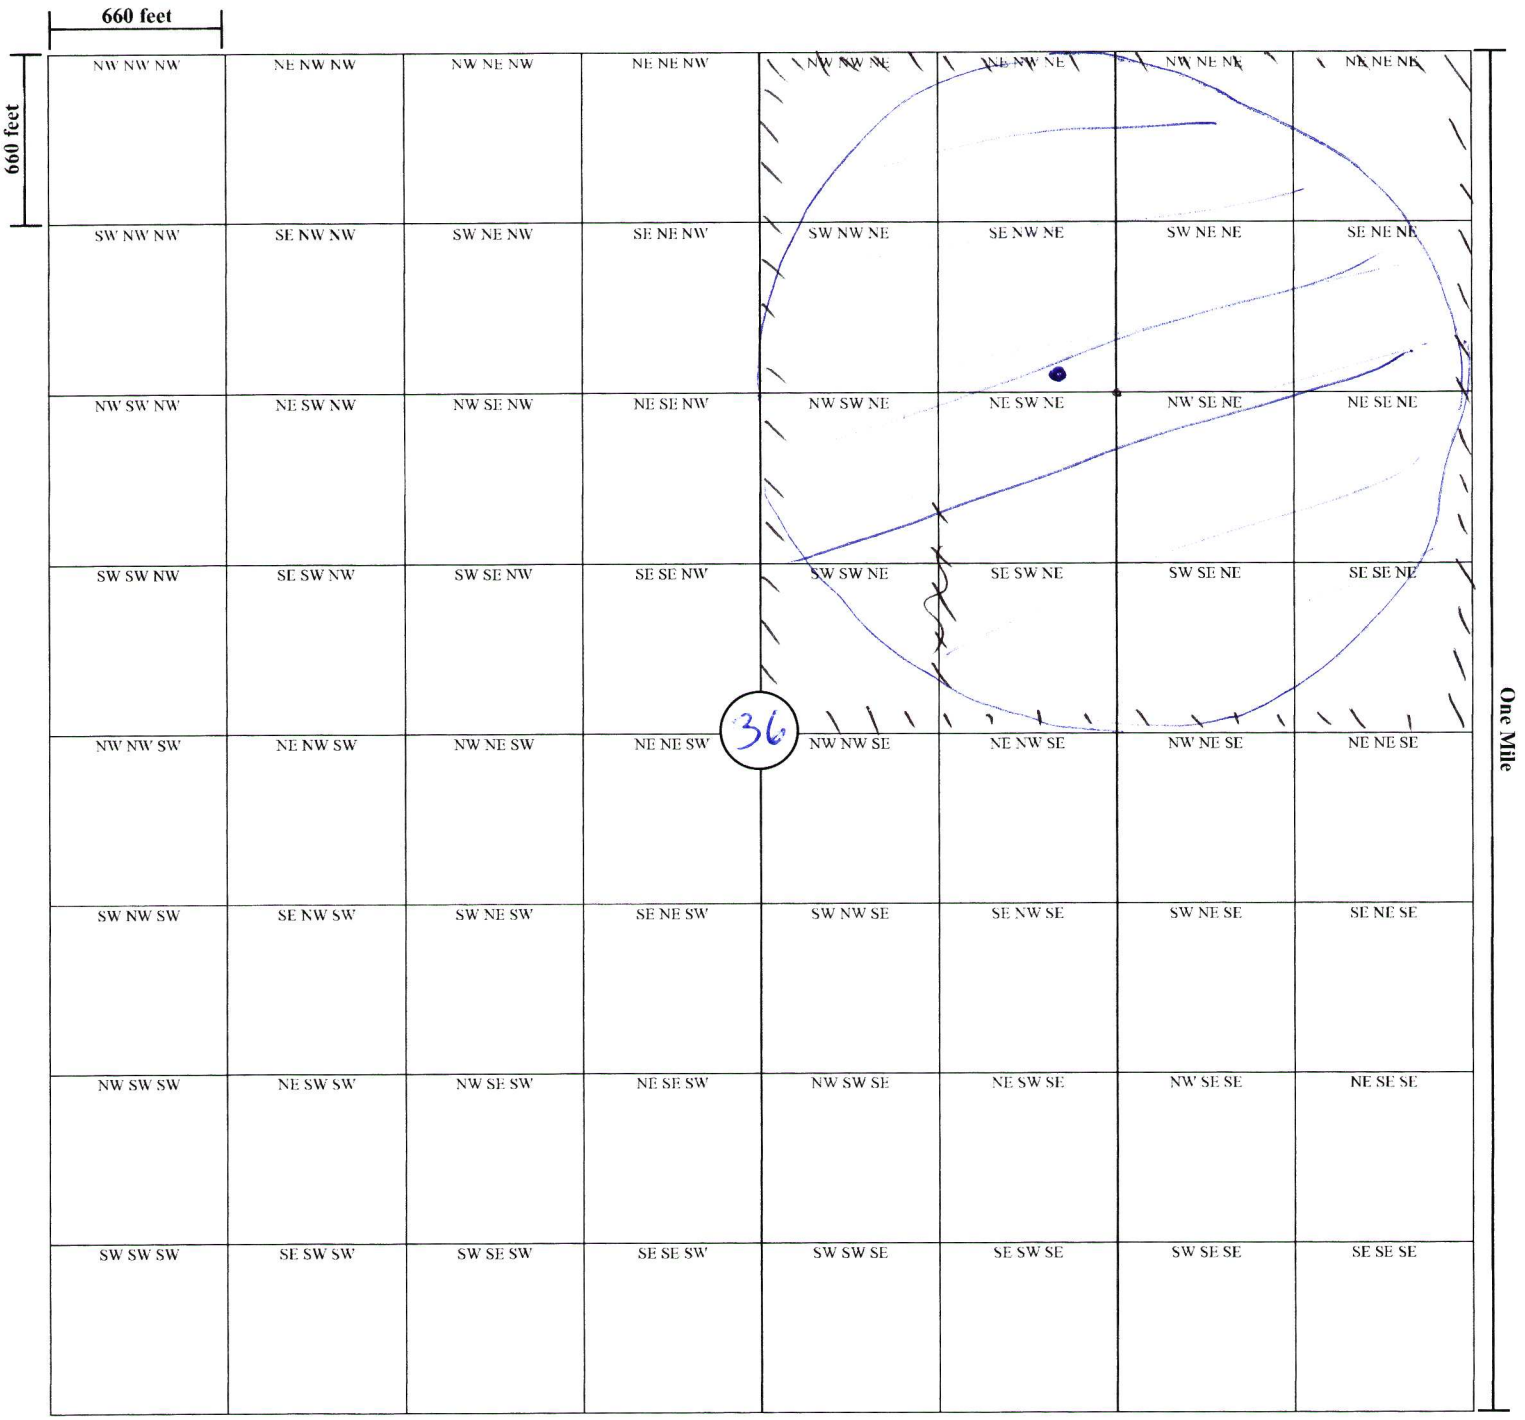 660 feet
660 feet
NW NW NW NE NW NW NW NE NW NE NE NW NW NW NE NE NW NE NW NE NE NE NE NE
SW NW NW SE NW NW SW NE NW SE NE NW SW NW NE SE NW NE SW NE NE SE NE NE
NW SW NW NE SW NW NW SE NW NE SE NW NW SW NE NE SW NE NW SE NE NE SE NE
SW SW NW SE SW NW SW SE NW SE SE NW SW SW NE SE SW NE SW SE NE SE SE NE
36
One Mile
NW NW SW NE NW SW NW NE SW NE NE SW NW NW SE NE NW SE NW NE SE NE NE SE
SW NW SW SE NW SW SW NE SW SE NE SW SW NW SE SE NW SE SW NE SE SE NE SE
NW SW SW NE SW SW NW SE SW NE SE SW NW SW SE NE SW SE NW SE SE NE SE SE
SW SW SW SE SW SW SW SE SW SE SE SW SW SW SE SE SW SE SW SE SE SE SE SE